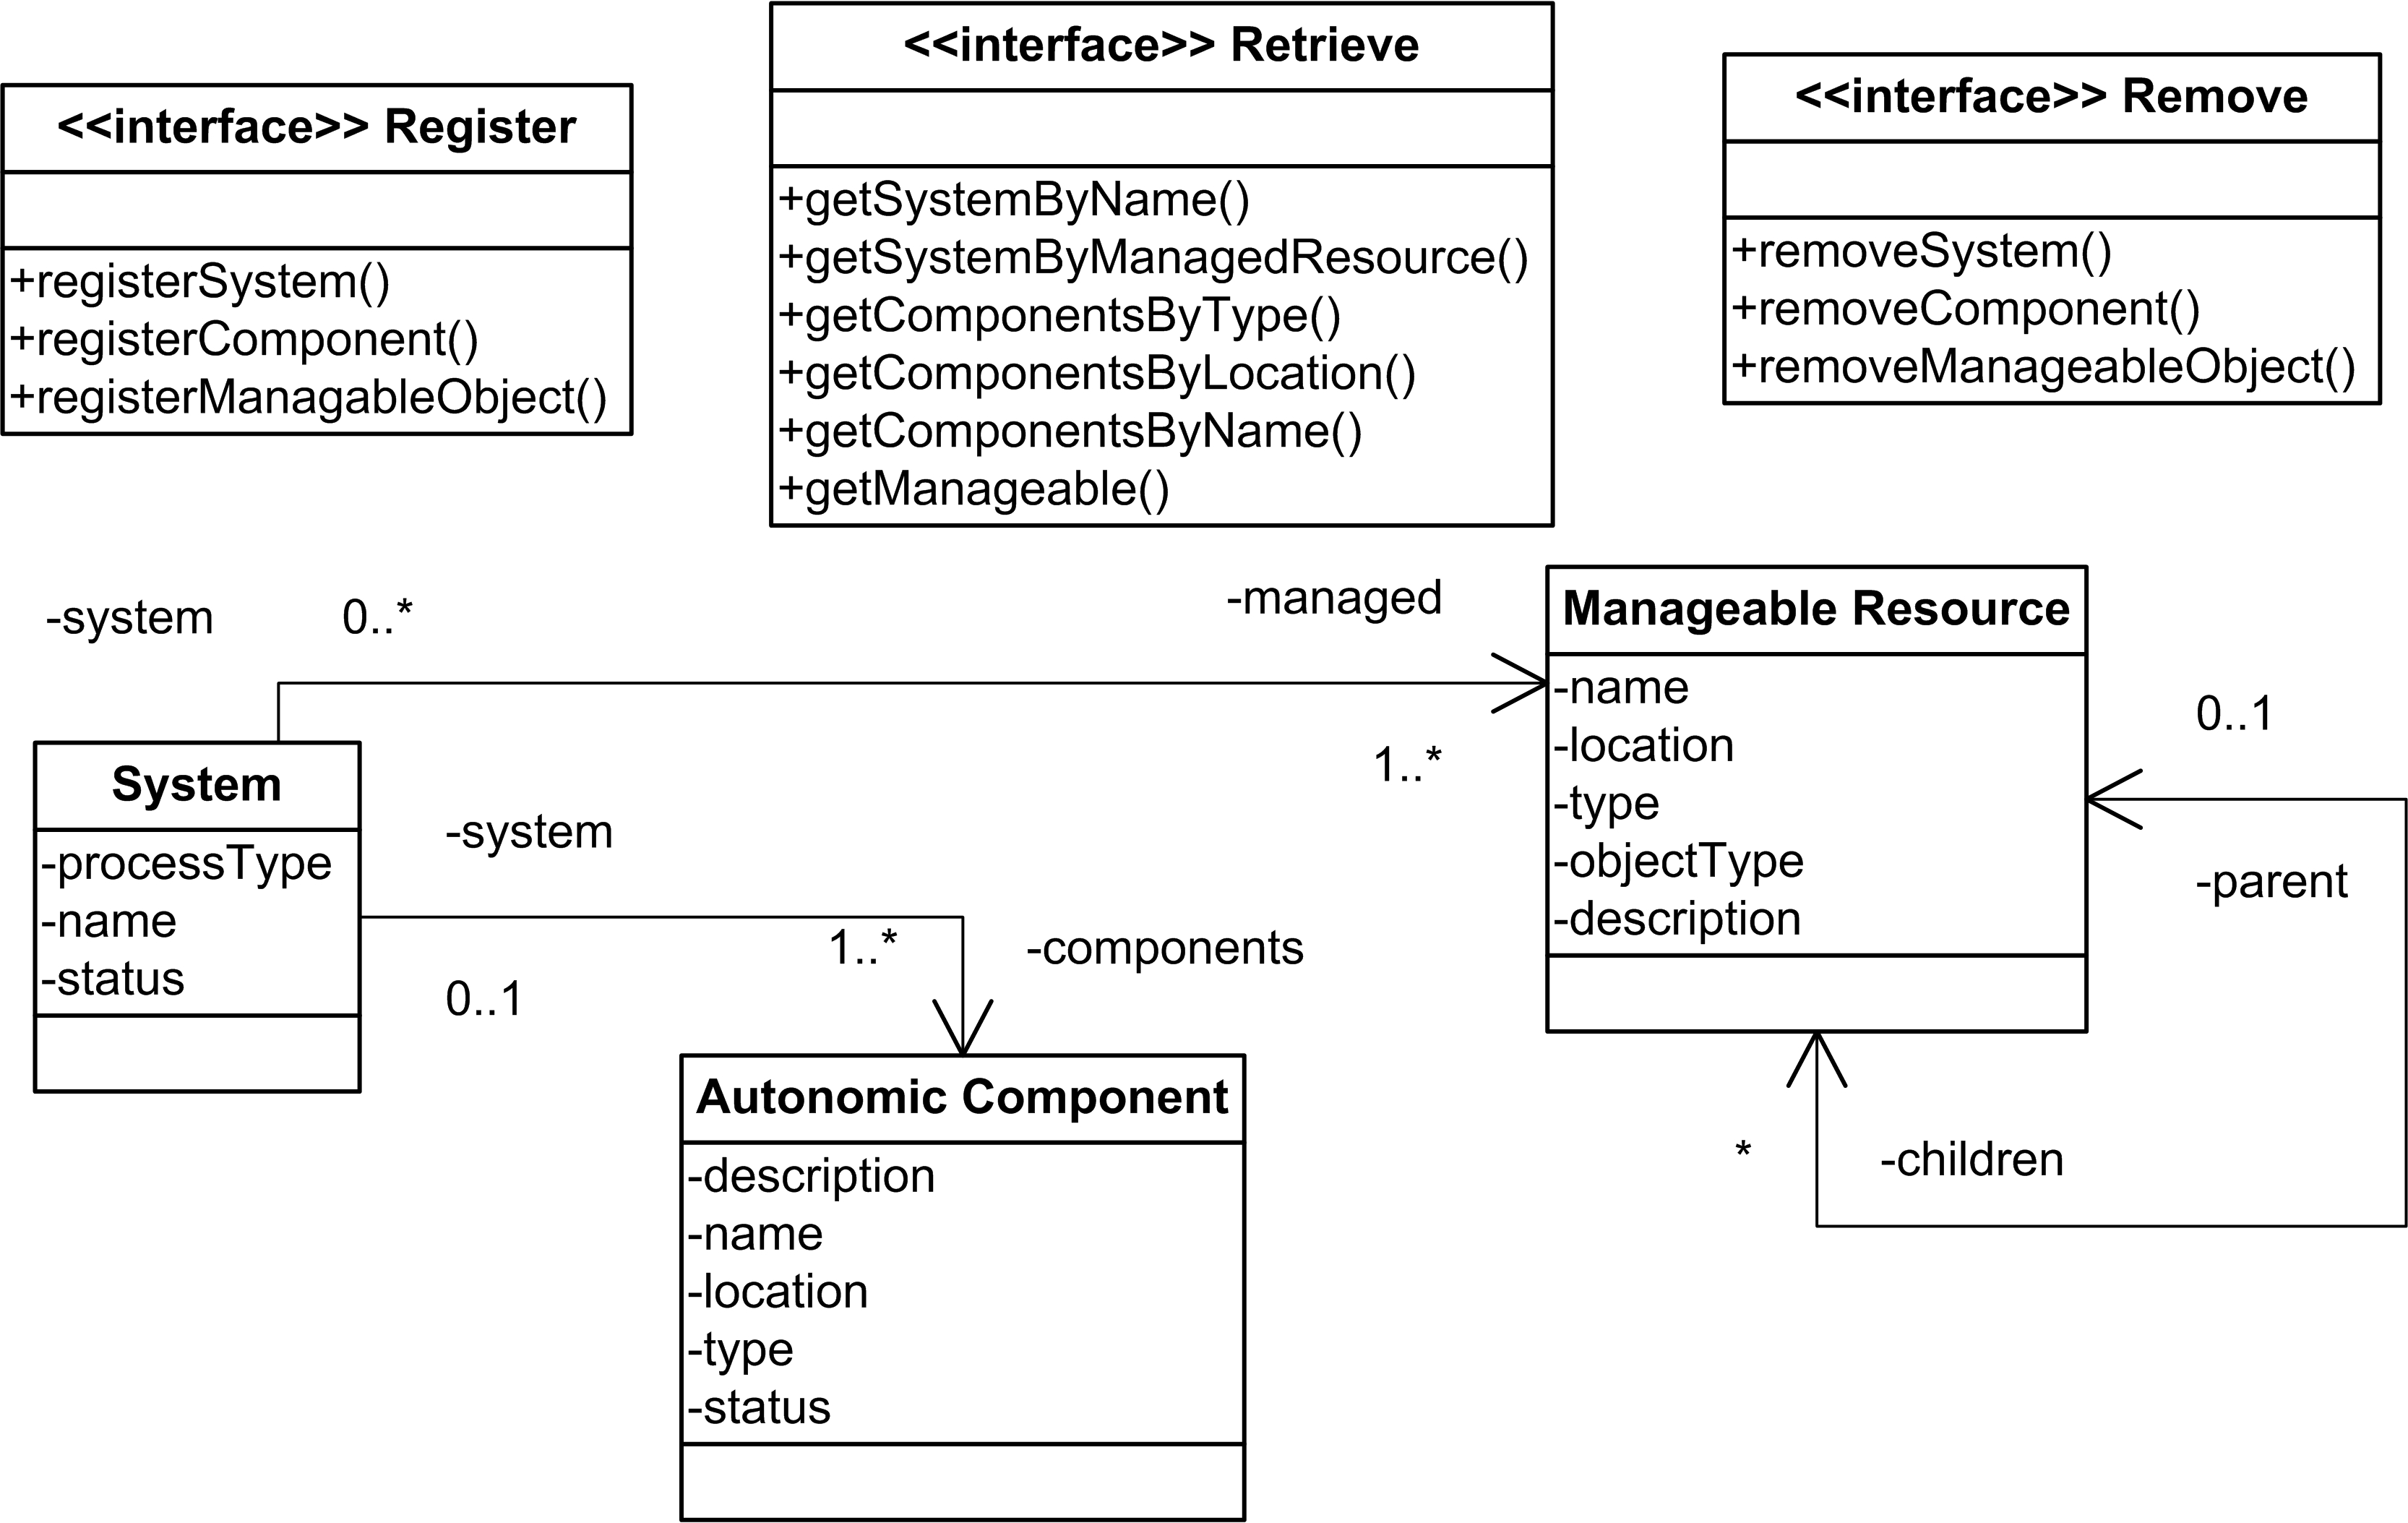 <<interface>> Register
+registerSystem()
+registerComponent()
+registerManagableObject()
<<interface>> Retrieve
+getSystemByName()
+getSystemByManagedResource()
+getComponentsByType()
+getComponentsByLocation()
+getComponentsByName()
+getManageable()
<<interface>> Remove
+removeSystem()
+removeComponent()
+removeManageableObject()
-system
0..*
-managed
1..*
System
-processType
-name
-status
-system
0..1
1..*
-components
Autonomic Component
-description
-name
-location
-type
-status
Manageable Resource
-name
-location
-type
-objectType
-description
0..1
-parent
*
-children